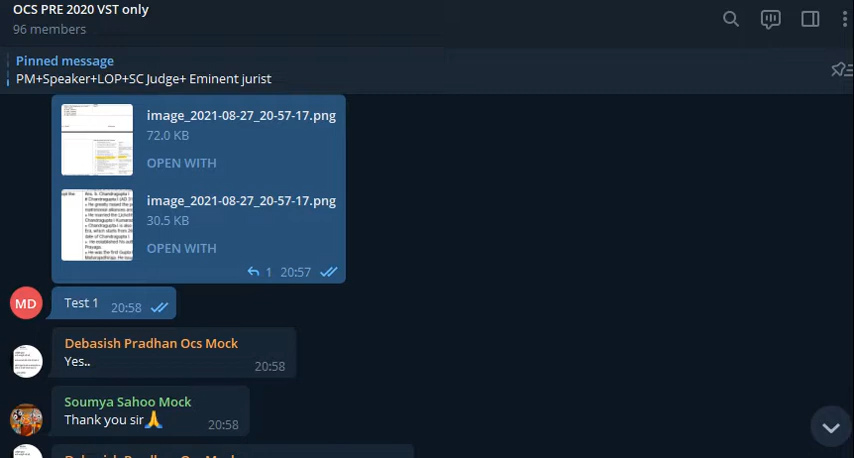 OCS PRE 2020 VST only
96 members
Pinned message
PM+Speaker+LOP+SC Judge+ Eminent jurist
image_2021-08-27_20-57-17.png
72.0 KB
OPEN WITH
image_2021-08-27_20-57-17.png
30.5 KB
OPEN WITH
1 20:57
MD
Test 1 20:58
Debasish Pradhan Ocs Mock
Yes.. 20:58
Soumya Sahoo Mock
Thank you sir🙏 20:58